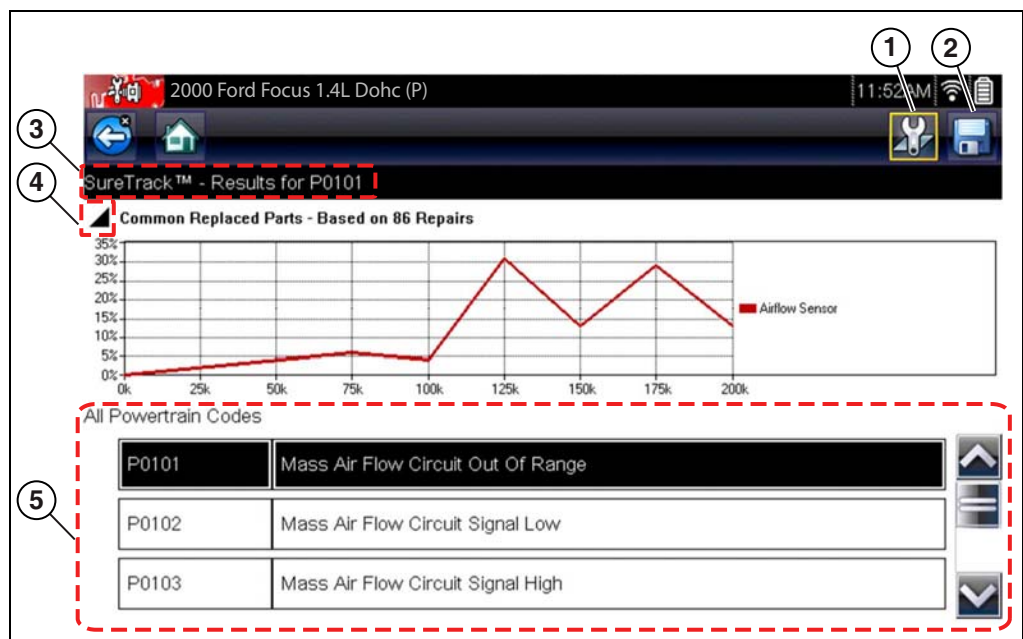 1 2
2000 Ford Focus 1.4L Dohc (P) 11:52 AM
3
4
SureTrack™ - Results for P0101
Common Replaced Parts - Based on 86 Repairs
35%
30%
25%
20%
15%
10%
5%
0%
Airflow Sensor
0k 25k 50k 75k 100k 125k 150k 175k 200k
All Powertrain Codes
P0101 Mass Air Flow Circuit Out Of Range
5
P0102 Mass Air Flow Circuit Signal Low
P0103 Mass Air Flow Circuit Signal High